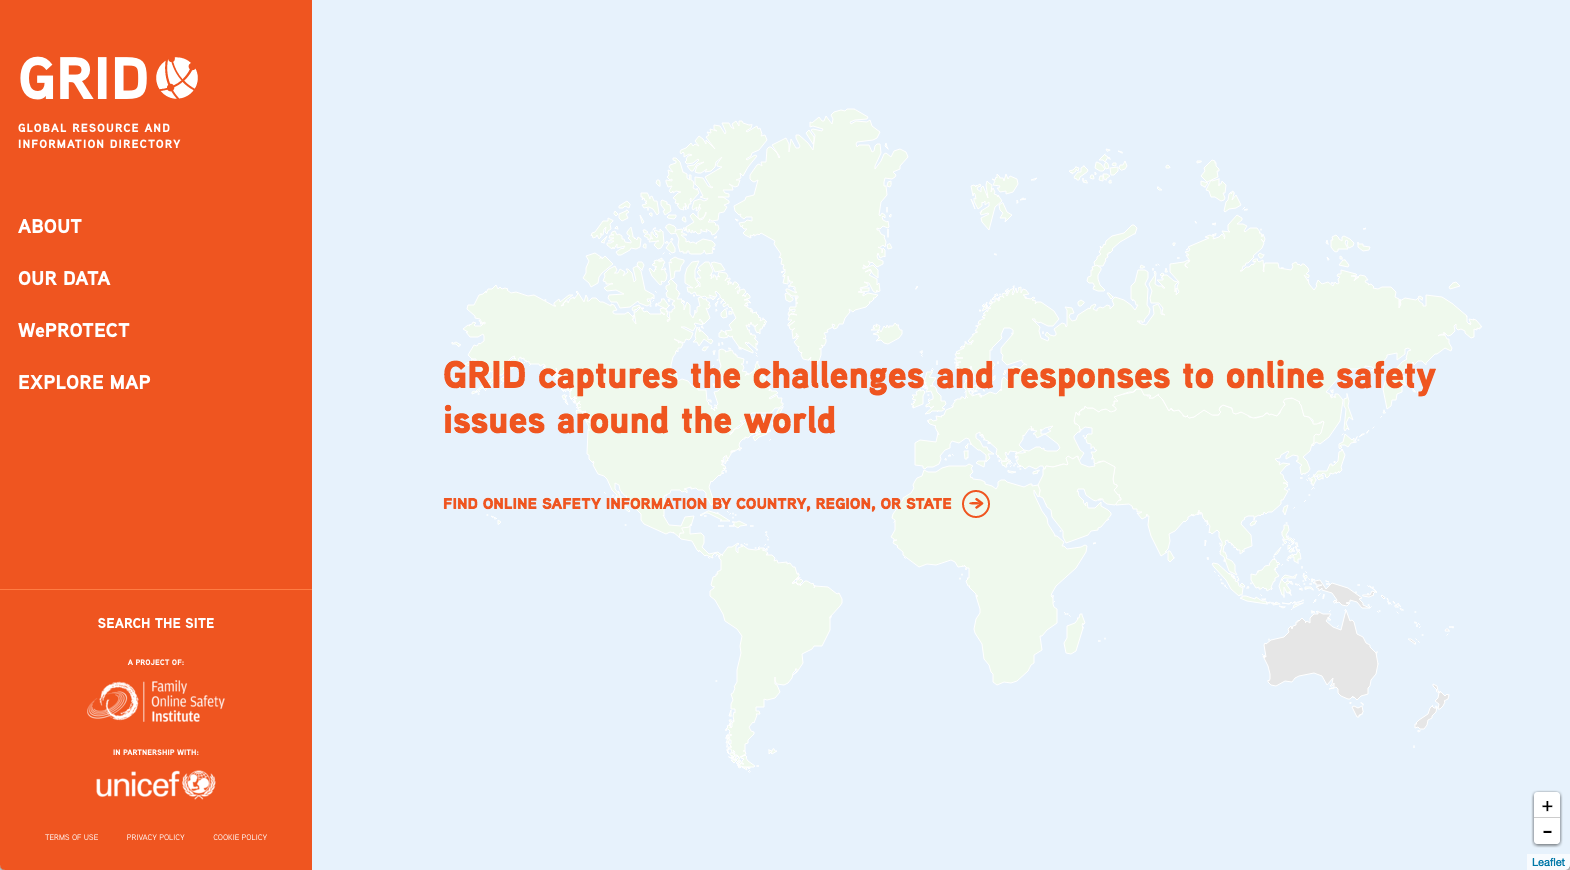 GRID
GLOBAL RESOURCE AND
INFORMATION DIRECTORY
ABOUT
OUR DATA
WePROTECT
EXPLORE MAP
SEARCH THE SITE
A PROJECT OF:
Family
Online Safety
Institute
IN PARTNERSHIP WITH:
unicef
TERMS OF USE
PRIVACY POLICY
COOKIE POLICY
GRID captures the challenges and responses to online safety
issues around the world
FIND ONLINE SAFETY INFORMATION BY COUNTRY, REGION, OR STATE
+
-
Leaflet